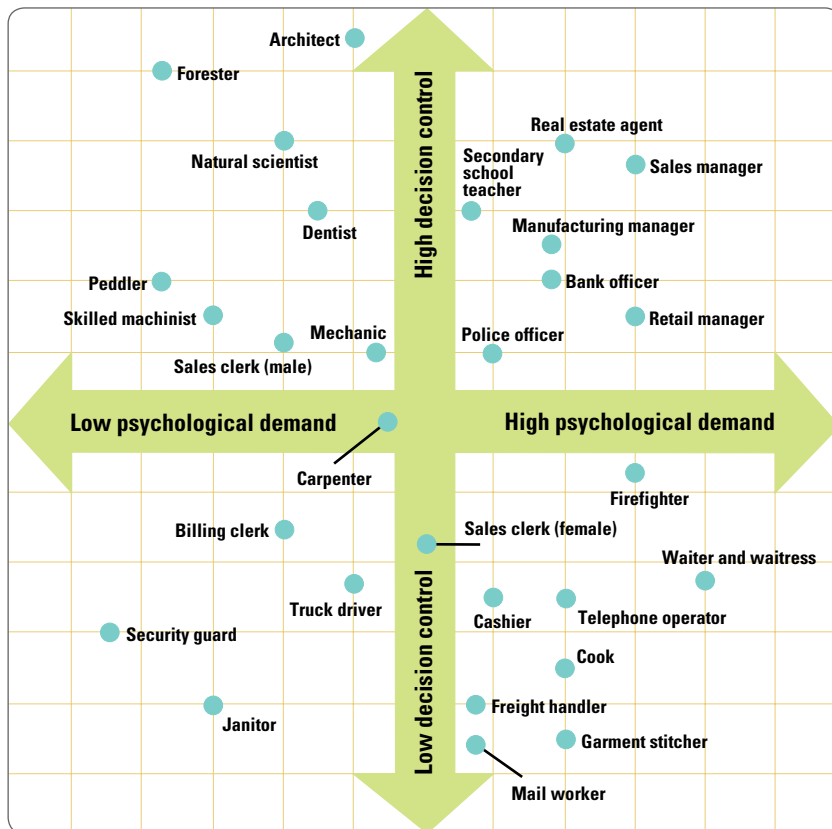 Architect
Forester
High decision control
Real estate agent
Natural scientist
Secondary
school
teacher
Sales manager
Dentist
Manufacturing manager
Peddler
Bank officer
Skilled machinist
Mechanic
Police officer
Retail manager
Sales clerk (male)
Low psychological demand
High psychological demand
Carpenter
Firefighter
Billing clerk
Sales clerk (female)
Waiter and waitress
Low decision control
Truck driver
Cashier
Telephone operator
Security guard
Cook
Janitor
Freight handler
Garment stitcher
Mail worker